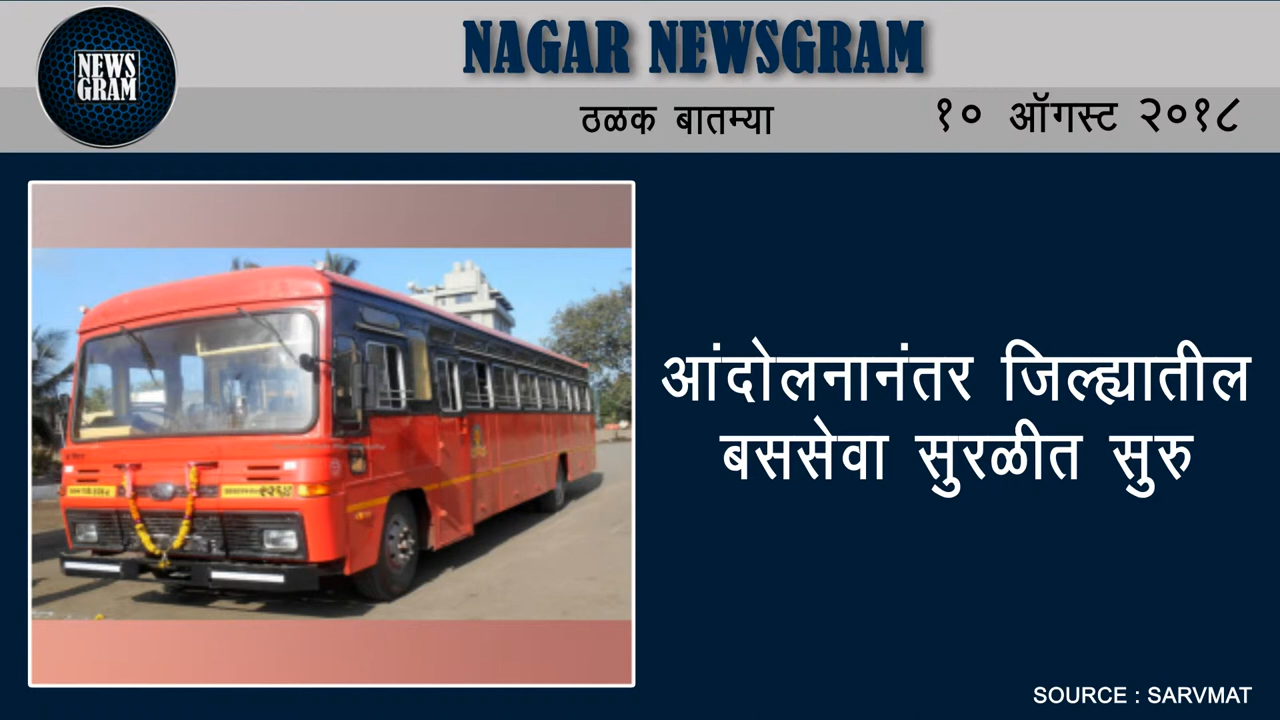 NEWS
GRAM
NAGAR NEWSGRAM
ठळक बातम्या
१० ऑगस्ट २०१८
आंदोलनानंतर जिल्ह्यातील
बससेवा सुरळीत सुरु
SOURCE : SARVMAT